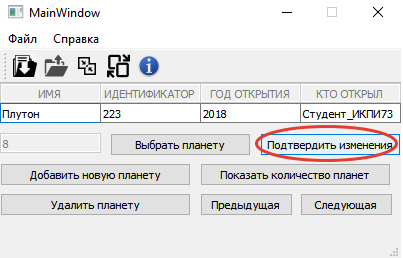 MainWindow
Файл Справка
ИМЯ ИДЕНТИФИКАТОР ГОД ОТКРЫТИЯ КТО ОТКРЫЛ
Плутон 223 2018 Студент_ИКПИ73
8 Выбрать планету Подтвердить изменения
Добавить новую планету Показать количество планет
Удалить планету Предыдущая Следующая